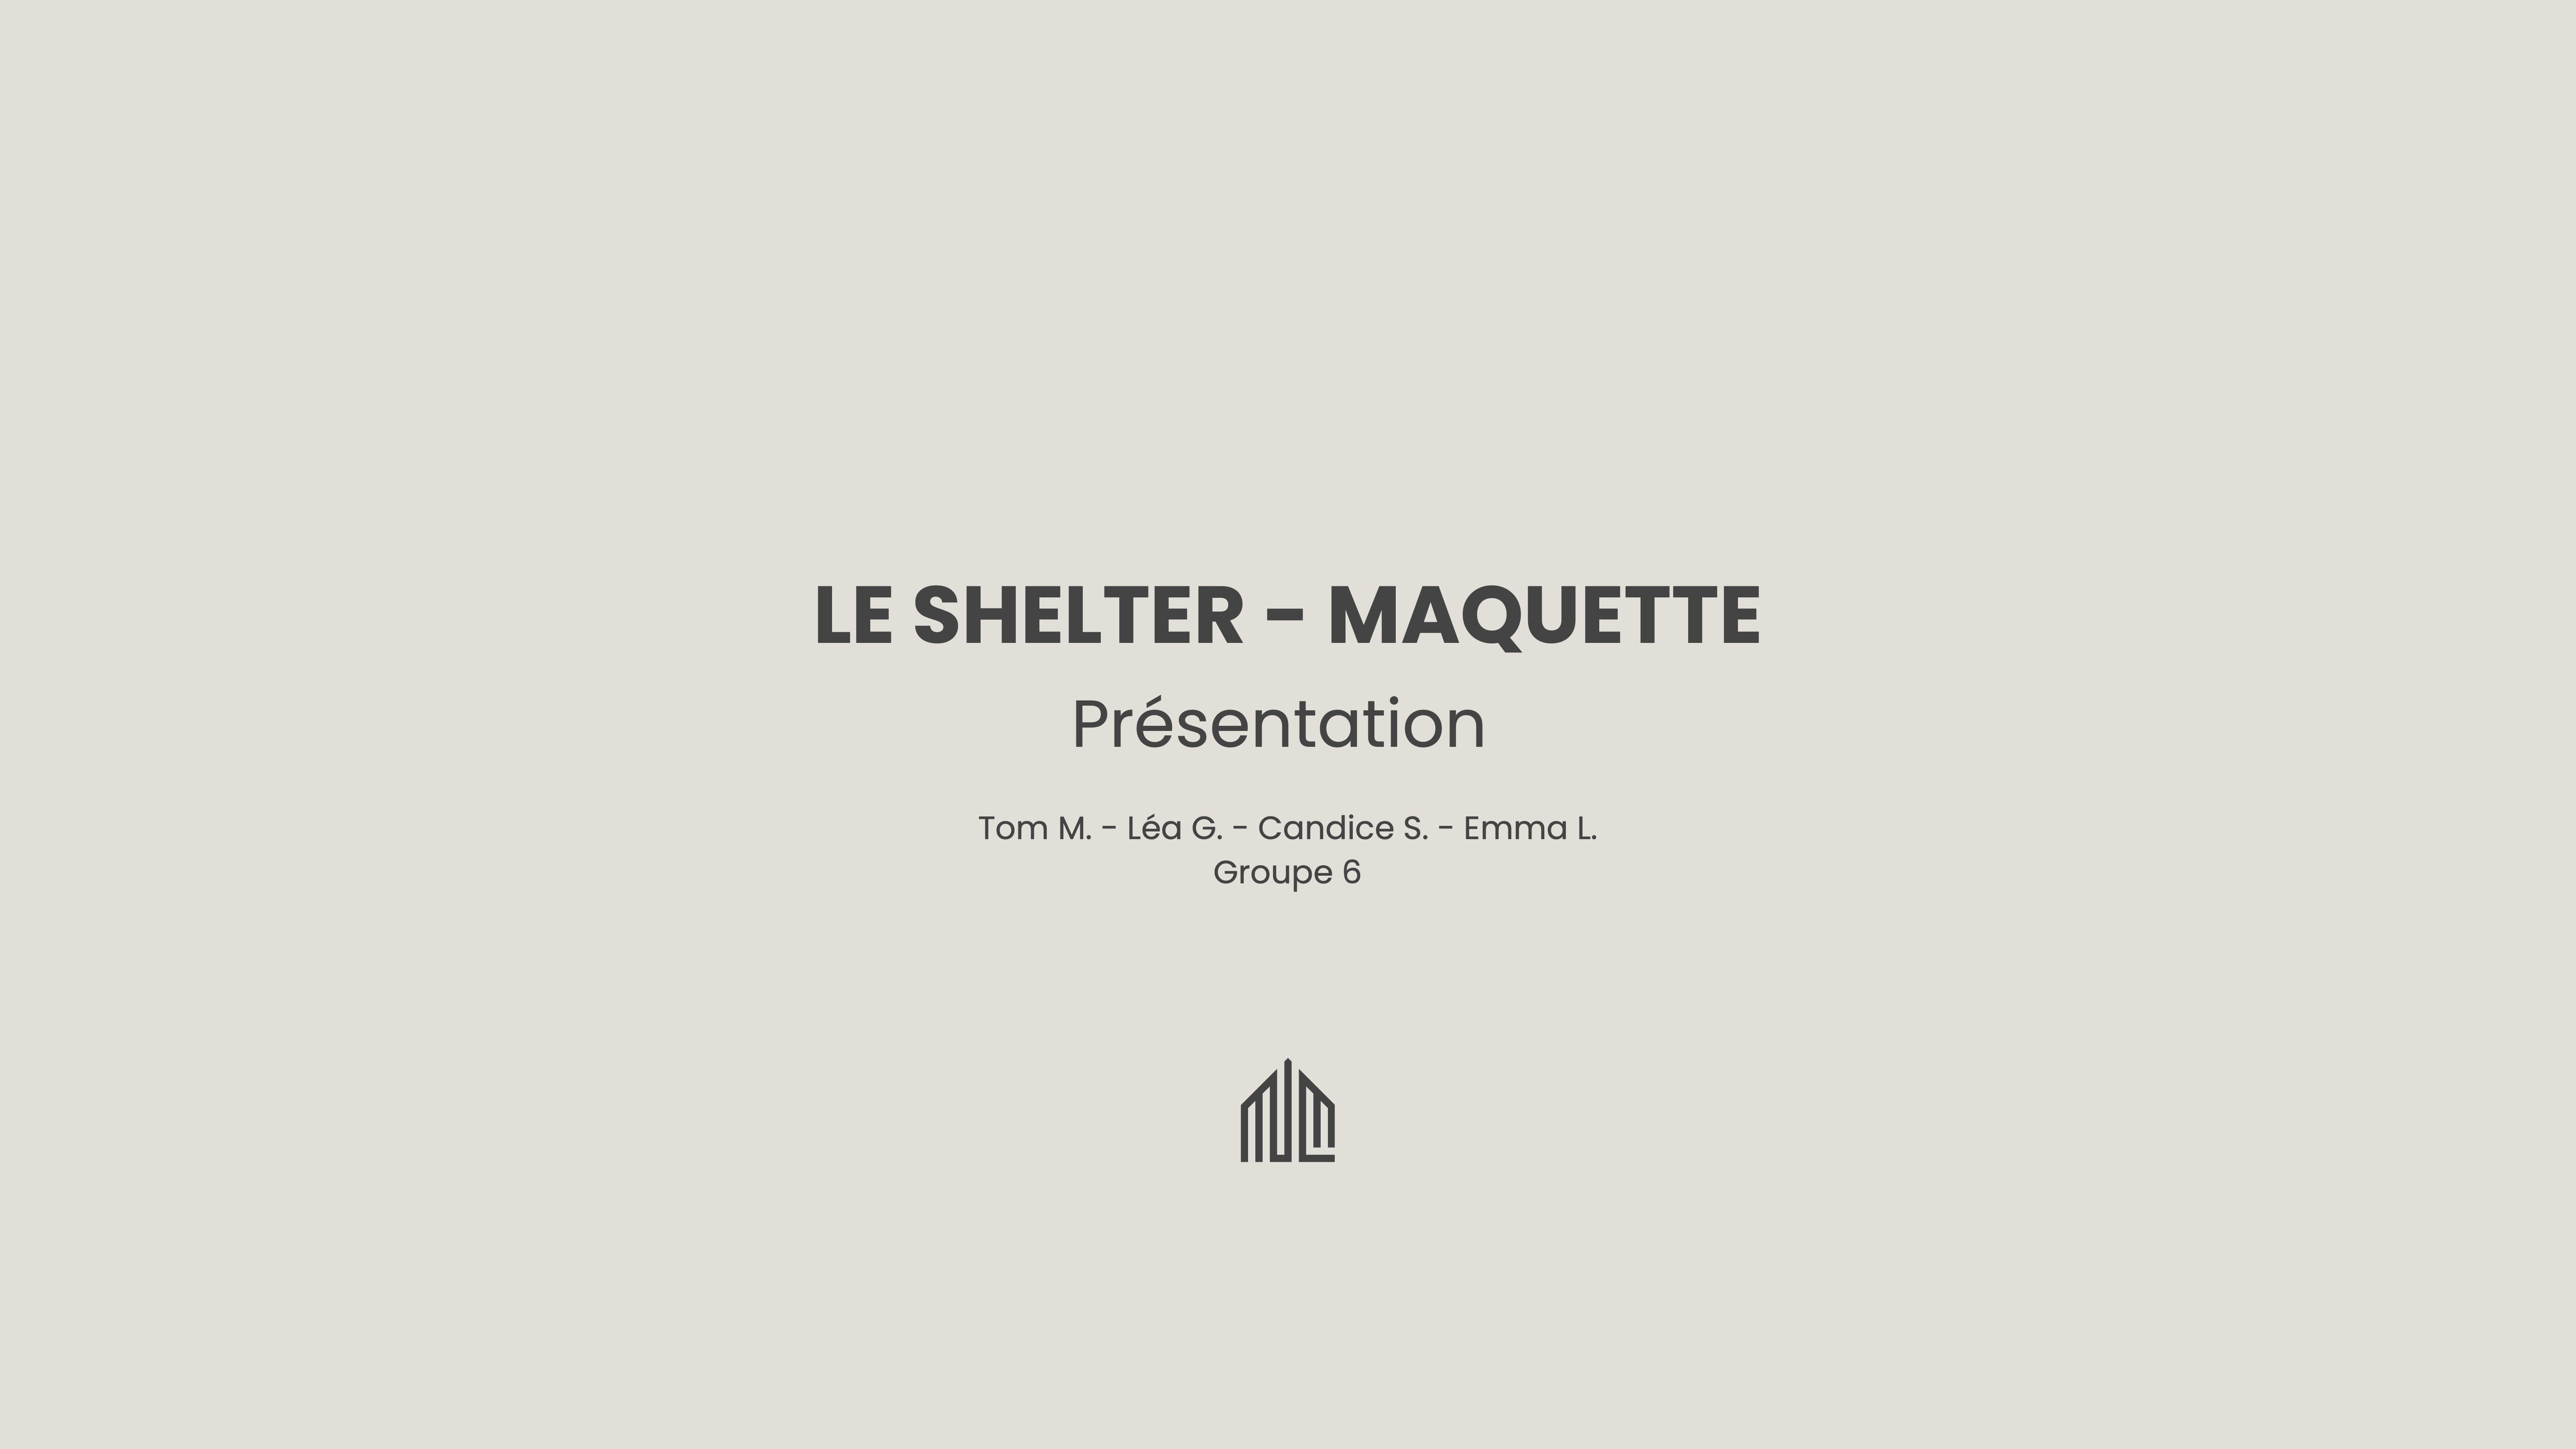 LE SHELTER - MAQUETTE
Présentation
Tom M. - Léa G. - Candice S. - Emma L.
Groupe 6